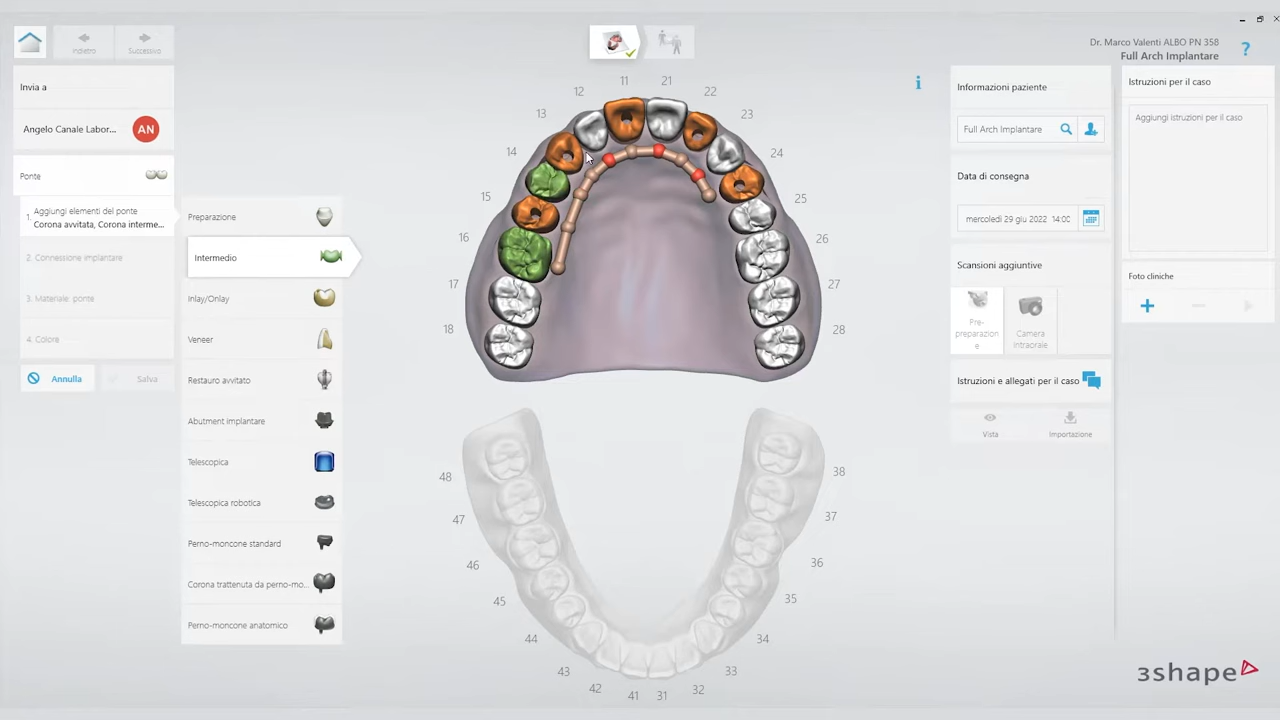 Indietro
Successivo
Dr. Marco Valenti ALBO PN 358
Full Arch Implantare
?
Invia a
Angelo Canale Labor...
AN
Ponte
1. Aggiungi elementi del ponte
Corona avvitata, Corona interme...
2. Connessione implantare
3. Materiale: ponte
4. Colore
Annulla
Salva
Preparazione
Intermedio
Inlay/Onlay
Veneer
Restauro avvitato
Abutment implantare
Telescopica
Telescopica robotica
Perno-moncone standard
Corona trattenuta da perno-mo...
Perno-moncone anatomico
11
21
12
22
13
23
14
24
15
25
16
26
17
27
18
28
48
38
47
37
46
36
45
35
44
34
43
33
42
32
41
31
i
Informazioni paziente
Full Arch Implantare
Data di consegna
mercoledì 29 giu 2022 14:00
Scansioni aggiuntive
Pre-
preparazion
e
Camera
intraorale
Istruzioni e allegati per il caso
Vista
Importazione
Istruzioni per il caso
Aggiungi istruzioni per il caso
Foto cliniche
3shape